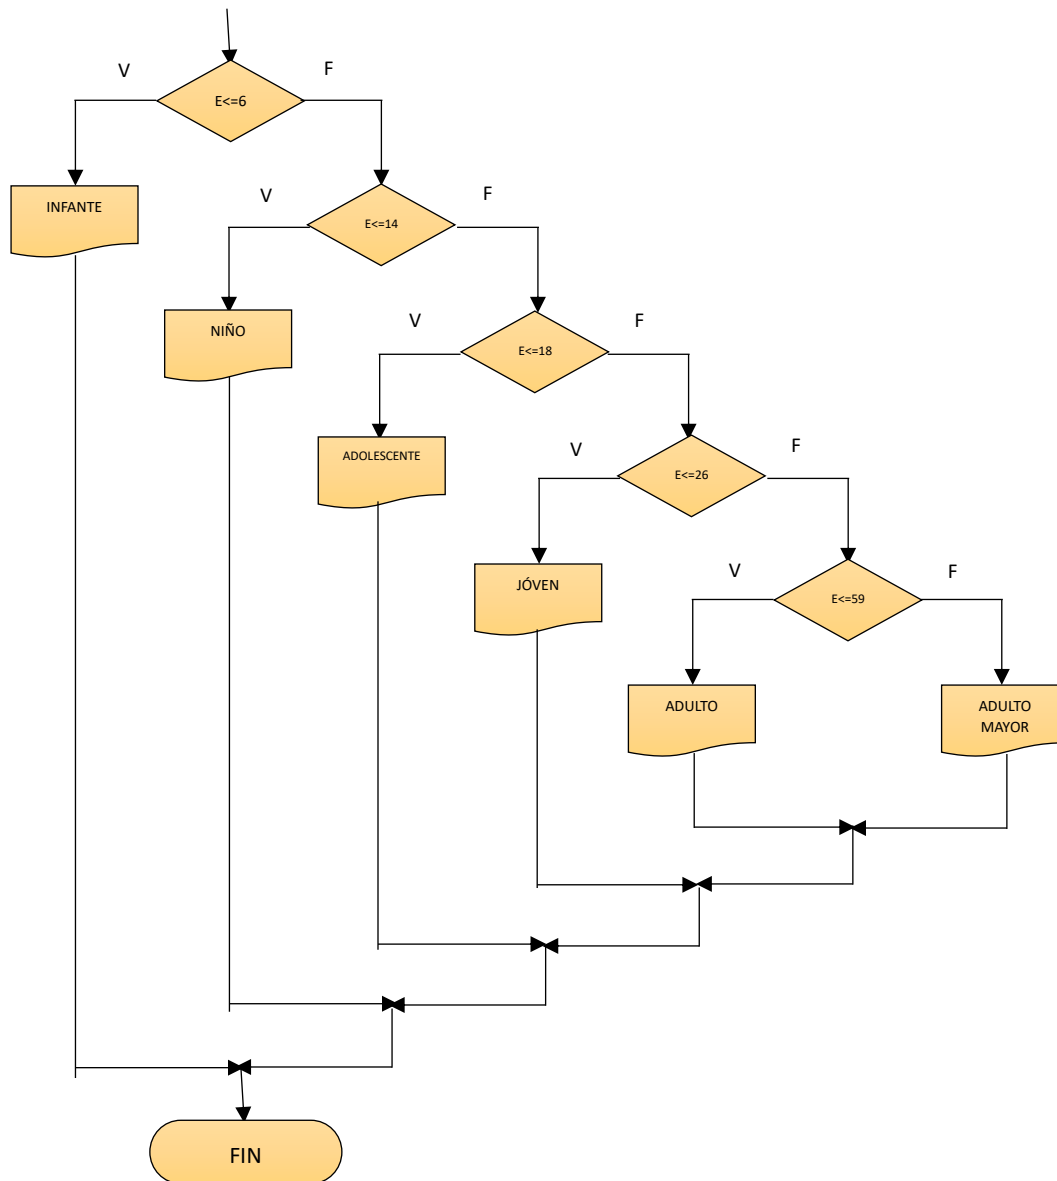 V
F
E<=6
INFANTE
V
F
E<=14
NIÑO
V
F
E<=18
ADOLESCENTE
V
F
E<=26
JÓVEN
V
F
E<=59
ADULTO
ADULTO
MAYOR
FIN